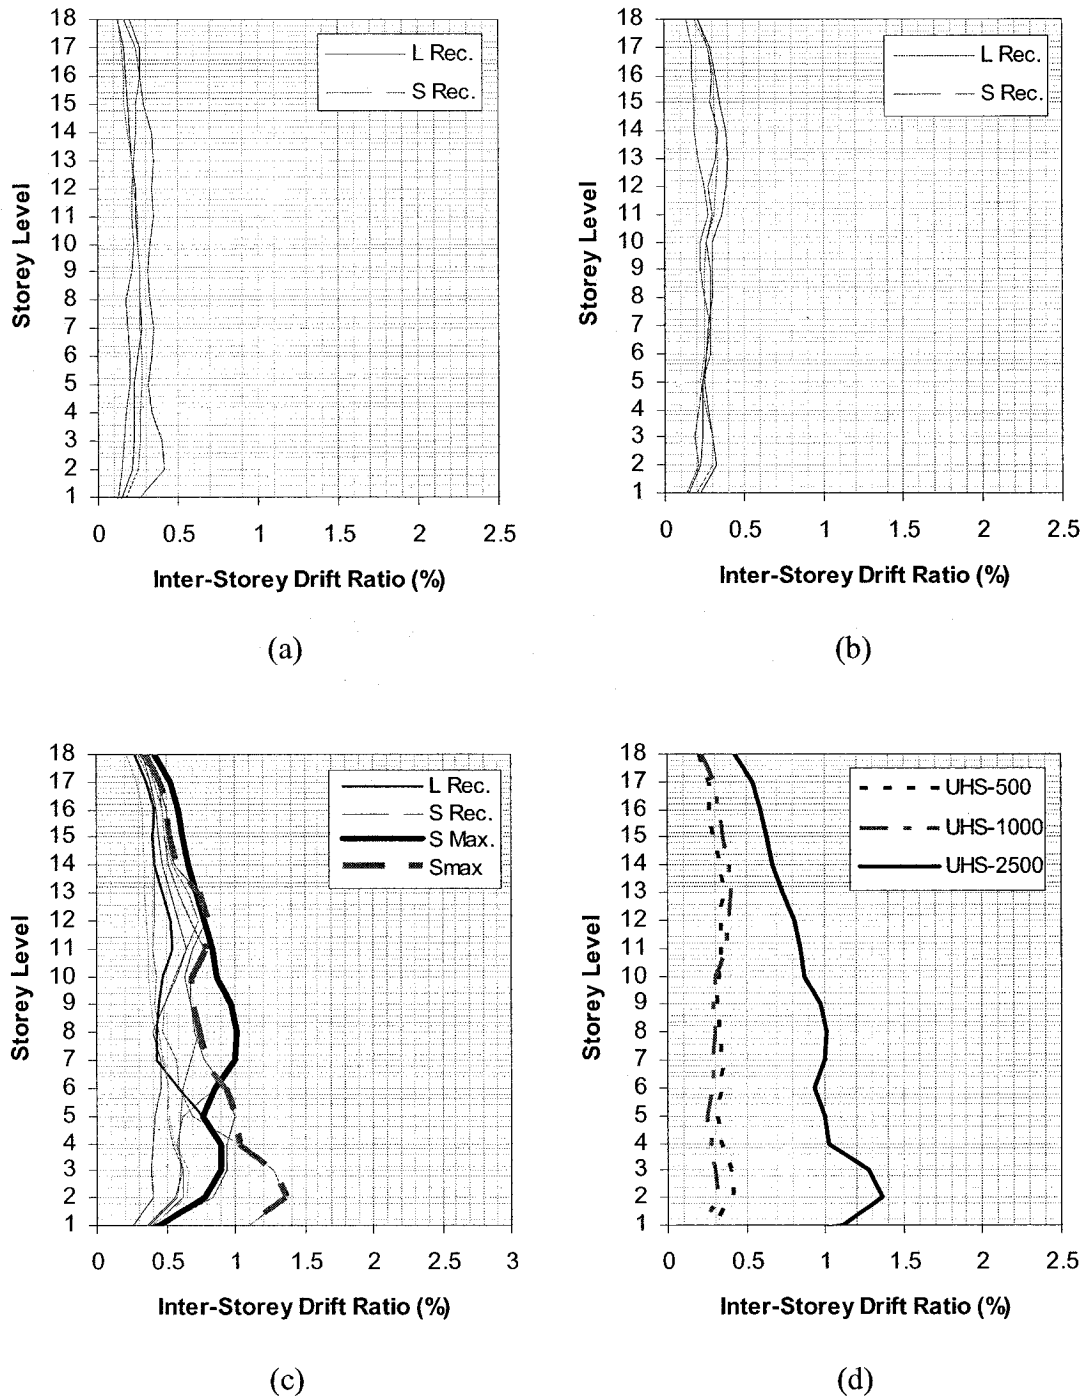 18
17
16
15
14
13
12
11
10
9
8
7
6
5
4
3
2
1
Storey Level
L Rec.
S Rec.
0 0.5 1 1.5 2 2.5
Inter-Storey Drift Ratio (%)
(a)
18
17
16
15
14
13
12
11
10
9
8
7
6
5
4
3
2
1
Storey Level
L Rec.
S Rec.
0 0.5 1 1.5 2 2.5
Inter-Storey Drift Ratio (%)
(b)
18
17
16
15
14
13
12
11
10
9
8
7
6
5
4
3
2
1
Storey Level
L Rec.
S Rec.
S Max.
Smax
0 0.5 1 1.5 2 2.5 3
Inter-Storey Drift Ratio (%)
(c)
18
17
16
15
14
13
12
11
10
9
8
7
6
5
4
3
2
1
Storey Level
UHS-500
UHS-1000
UHS-2500
0 0.5 1 1.5 2 2.5
Inter-Storey Drift Ratio (%)
(d)